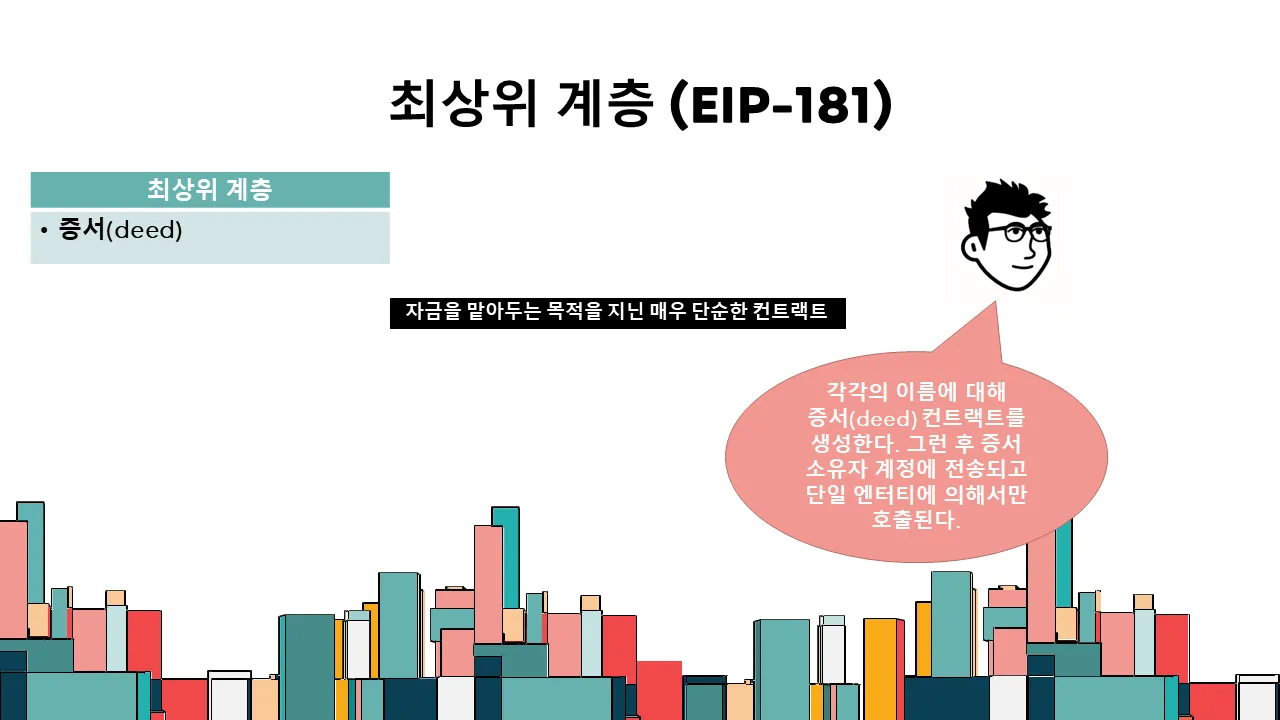 최상위 계층 (EIP-181)
최상위 계층
• 증서(deed)
자금을 맡아두는 목적을 지닌 매우 단순한 컨트랙트
각각의 이름에 대해
증서(deed) 컨트랙트를
생성한다. 그런 후 증서
소유자 계정에 전송되고
단일 엔터티에 의해서만
호출된다.